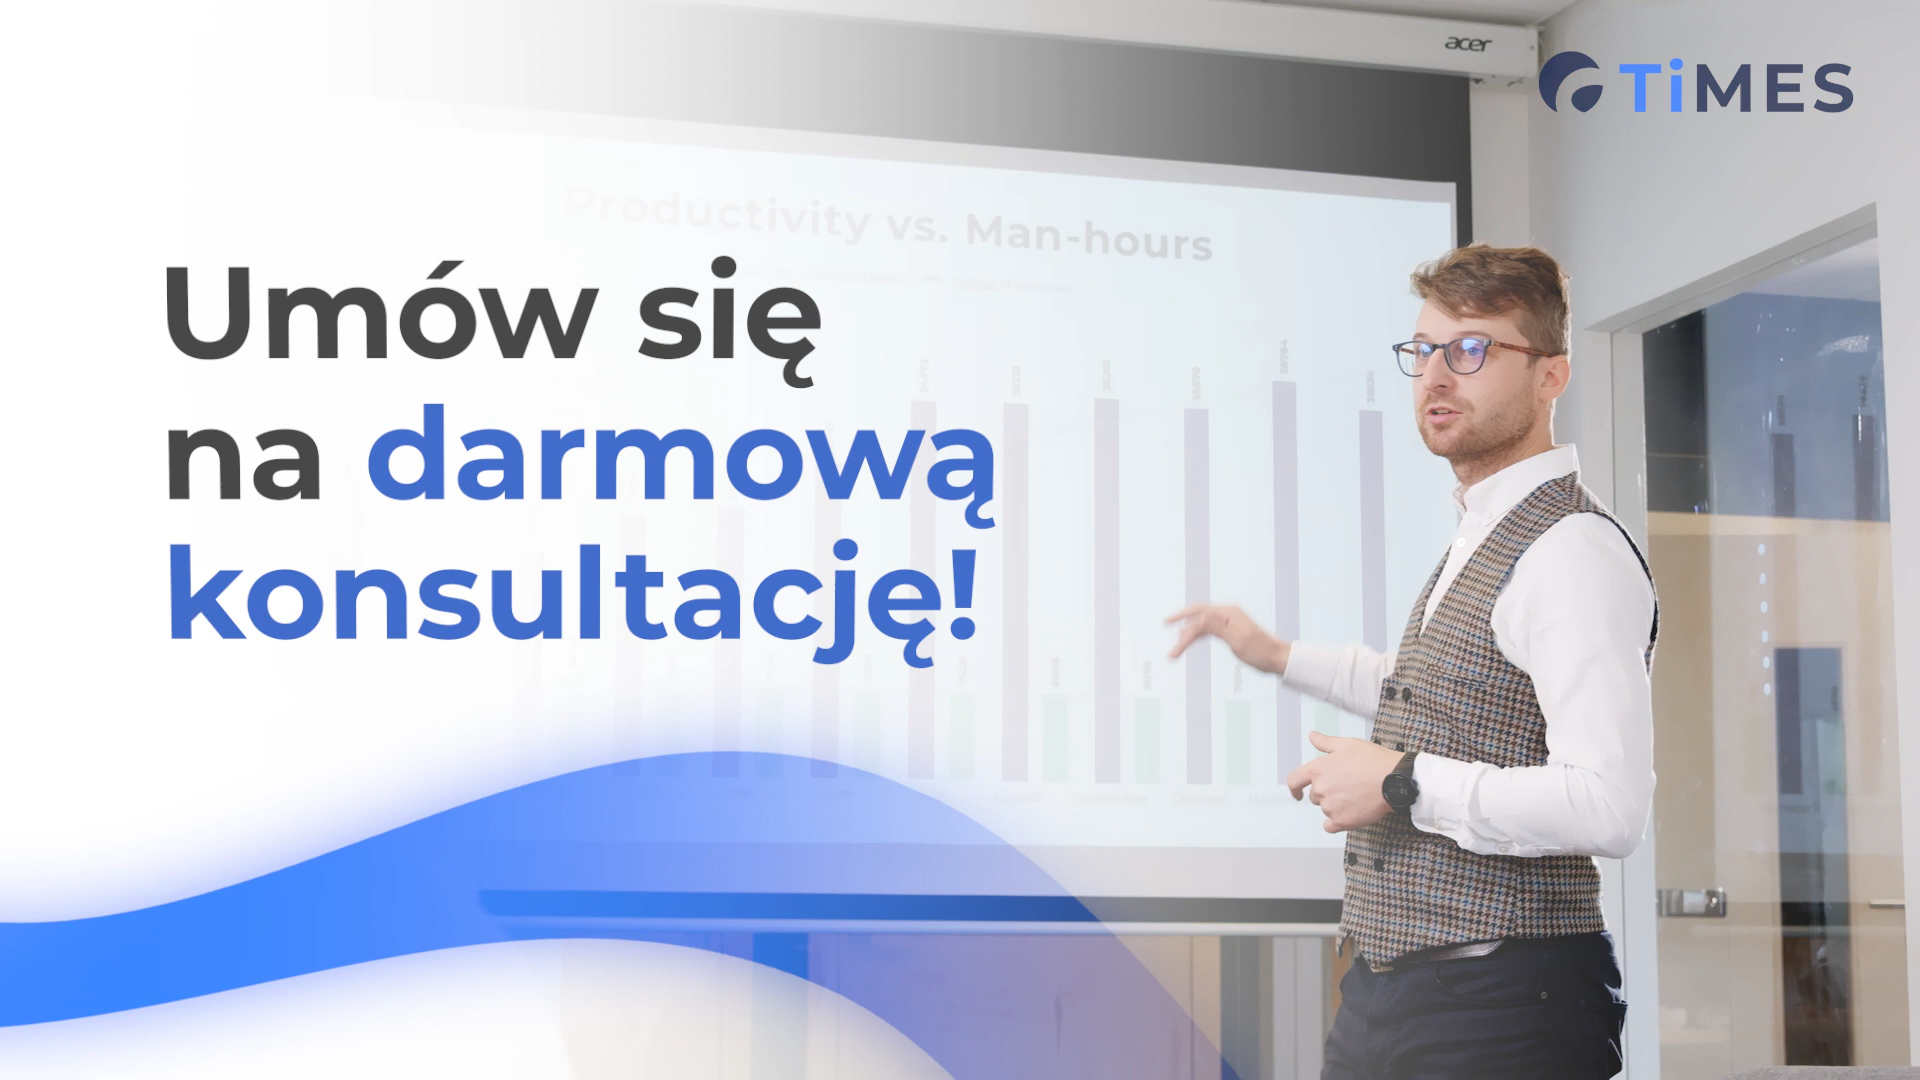 acer
TiMES
Productivity vs. Man-hours
Umów się
na darmową
konsultację!